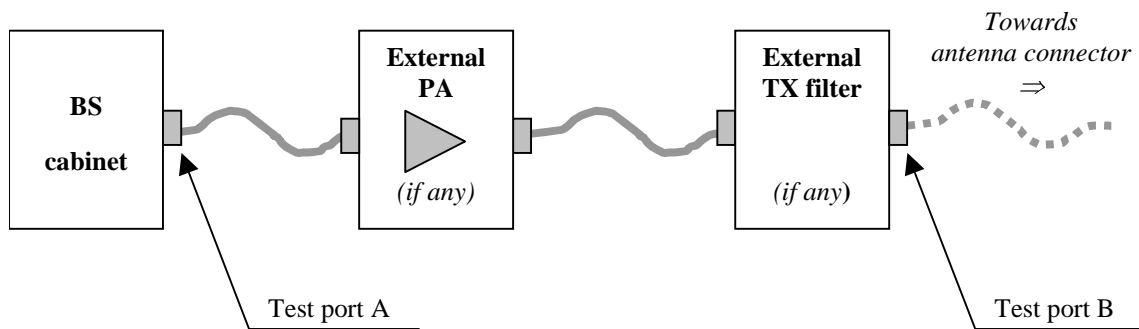 BS
cabinet
External
PA
(if any)
External
TX filter
(if any)
Towards
antenna connector
⇒
Test port A
Test port B